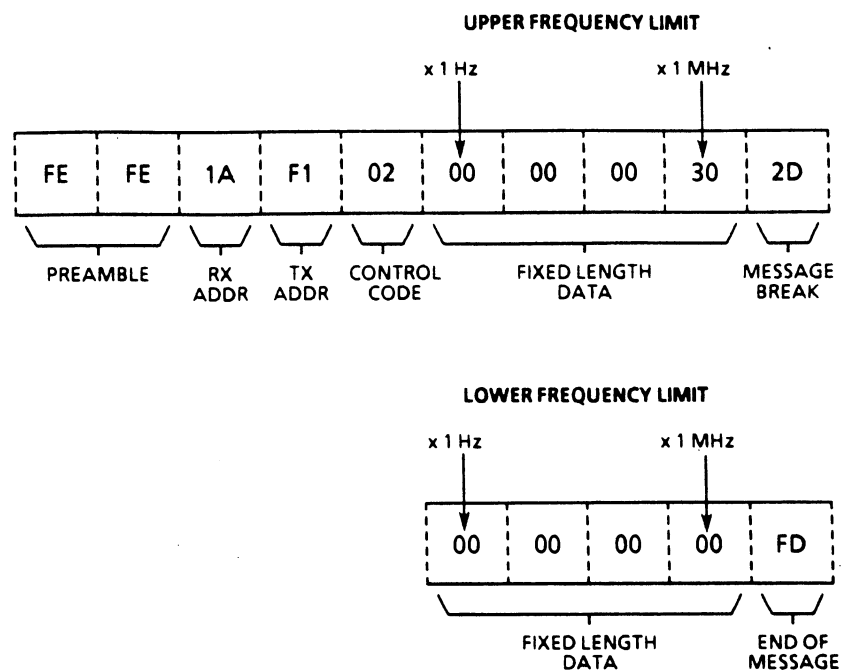 UPPER FREQUENCY LIMIT
x 1 Hz x 1 MHz
FE FE 1A F1 02 00 00 00 30 2D
PREAMBLE RX ADDR TX ADDR CONTROL CODE FIXED LENGTH DATA MESSAGE BREAK
LOWER FREQUENCY LIMIT
x 1 Hz x 1 MHz
00 00 00 00 FD
FIXED LENGTH DATA END OF MESSAGE